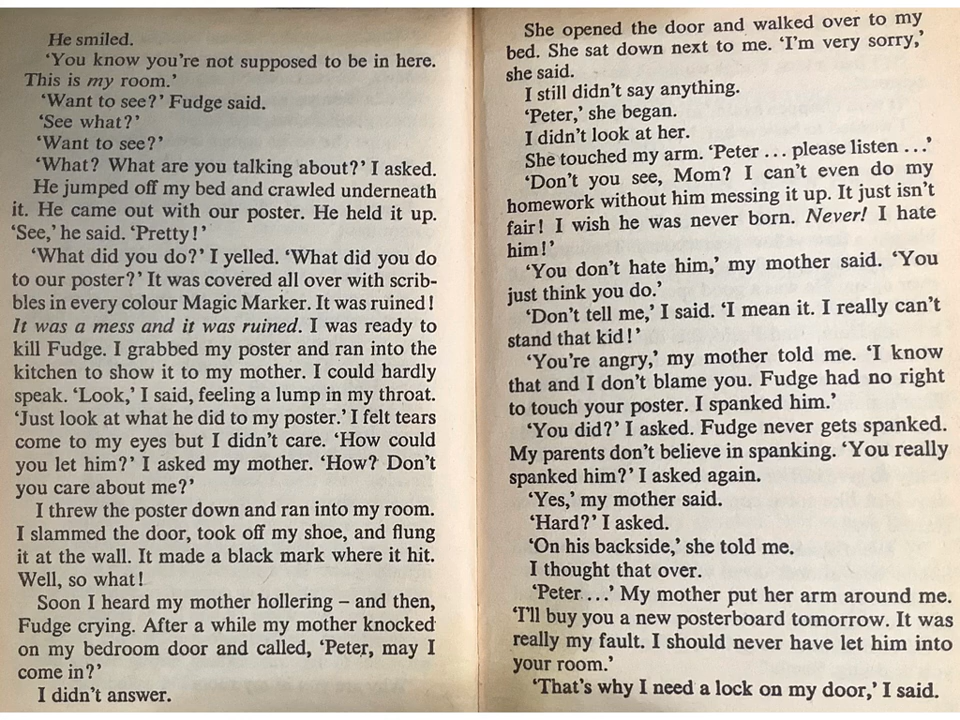 He smiled.
'You know you're not supposed to be in here.
This is my room.'
'Want to see?' Fudge said.
'See what?'
'Want to see?'
'What? What are you talking about?' I asked.
He jumped off my bed and crawled underneath
it. He came out with our poster. He held it up.
'See,' he said. 'Pretty!'
'What did you do?' I yelled. 'What did you do
to our poster?' It was covered all over with scrib-
bles in every colour Magic Marker. It was ruined!
It was a mess and it was ruined. I was ready to
kill Fudge. I grabbed my poster and ran into the
kitchen to show it to my mother. I could hardly
speak. 'Look,' I said, feeling a lump in my throat.
'Just look at what he did to my poster.' I felt tears
come to my eyes but I didn't care. 'How could
you let him?' I asked my mother. 'How? Don't
you care about me?'
I threw the poster down and ran into my room.
I slammed the door, took off my shoe, and flung
it at the wall. It made a black mark where it hit.
Well, so what!
Soon I heard my mother hollering – and then,
Fudge crying. After a while my mother knocked
on my bedroom door and called, 'Peter, may I
come in?'
I didn't answer.
She opened the door and walked over to my
bed. She sat down next to me. 'I'm very sorry,'
she said.
I still didn't say anything.
'Peter,' she began.
I didn't look at her.
She touched my arm. 'Peter ... please listen ...'
'Don't you see, Mom? I can't even do my
homework without him messing it up. It just isn't
fair! I wish he was never born. Never! I hate
him!'
'You don't hate him,' my mother said. 'You
just think you do.'
'Don't tell me,' I said. 'I mean it. I really can't
stand that kid!'
'You're angry,' my mother told me. 'I know
that and I don't blame you. Fudge had no right
to touch your poster. I spanked him.'
'You did?' I asked. Fudge never gets spanked.
My parents don't believe in spanking. 'You really
spanked him?' I asked again.
'Yes,' my mother said.
'Hard?' I asked.
'On his backside,' she told me.
I thought that over.
'Peter ...' My mother put her arm around me.
'I'll buy you a new posterboard tomorrow. It was
really my fault. I should never have let him into
your room.'
'That's why I need a lock on my door,' I said.